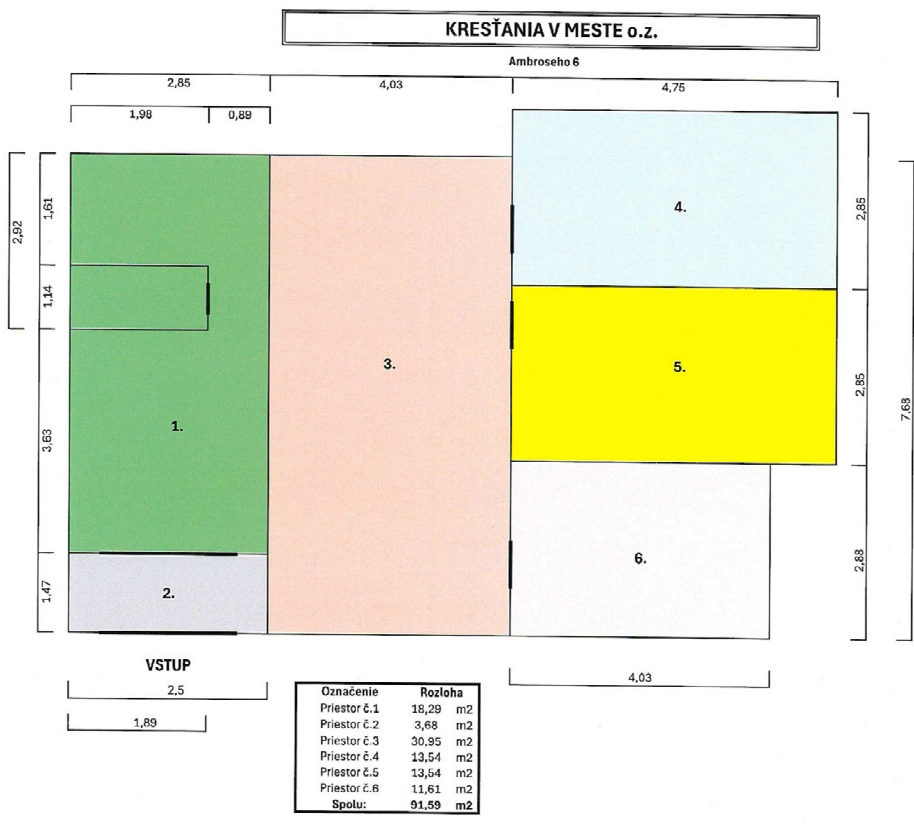 KRESŤANIA V MESTE o.z.
Ambroseho 6
2,85
4,03
4,75
1,98
0,89
2,92
1,61
1,14
3,63
1,47
1.
2.
3.
4.
5.
6.
2,85
2,85
2,88
7,68
VSTUP
2,5
1,89
4,03
Označenie Rozloha
Priestor č.1 18,29 m2
Priestor č.2 3,68 m2
Priestor č.3 30,95 m2
Priestor č.4 13,54 m2
Priestor č.5 13,54 m2
Priestor č.6 11,61 m2
Spolu: 91,59 m2